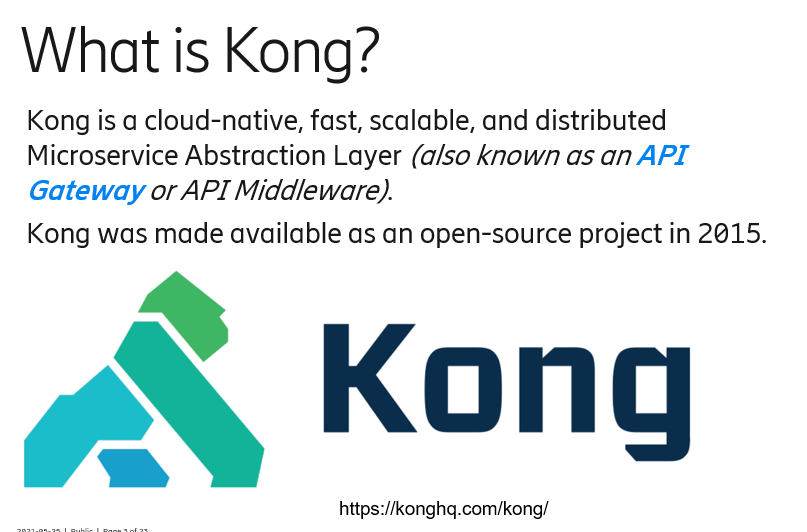 What is Kong?
Kong is a cloud-native, fast, scalable, and distributed
Microservice Abstraction Layer (also known as an API
Gateway or API Middleware).
Kong was made available as an open-source project in 2015.
Kong
https://konghq.com/kong/
2021-05-25 | Public | Page 3 of 23